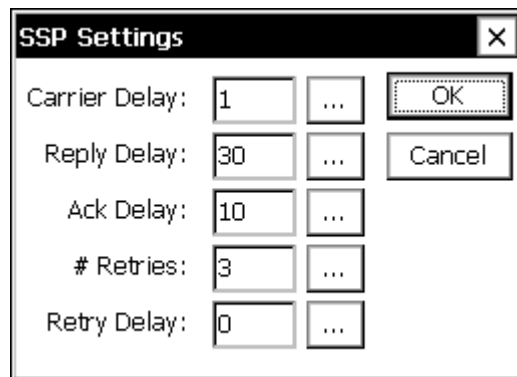 SSP Settings
Carrier Delay: 1 ... OK
Reply Delay: 30 ... Cancel
Ack Delay: 10 ...
# Retries: 3 ...
Retry Delay: 0 ...